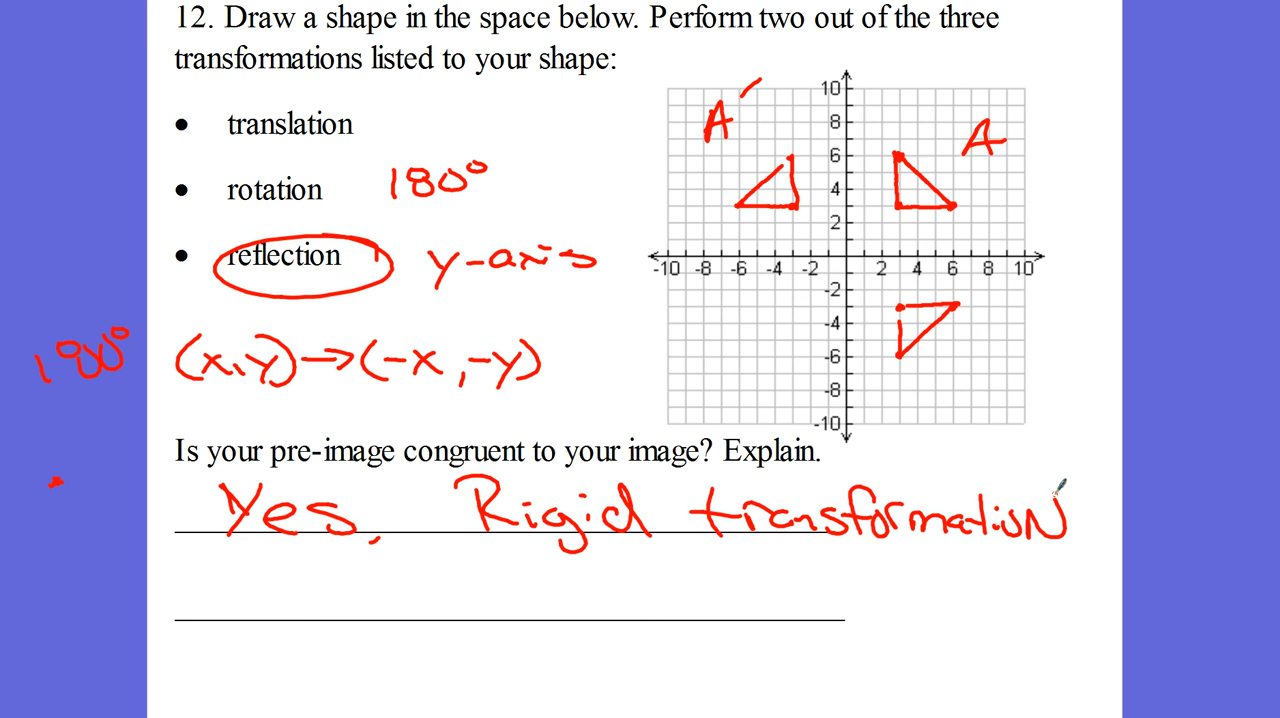 12. Draw a shape in the space below. Perform two out of the three
transformations listed to your shape:
• translation
• rotation 180°
• reflection y-axis
180° (x,y)→(-x,-y)
A′ A
10
8
6
4
2
-10 -8 -6 -4 -2 2 4 6 8 10
-2
-4
-6
-8
-10
Is your pre-image congruent to your image? Explain.
Yes, Rigid transformation